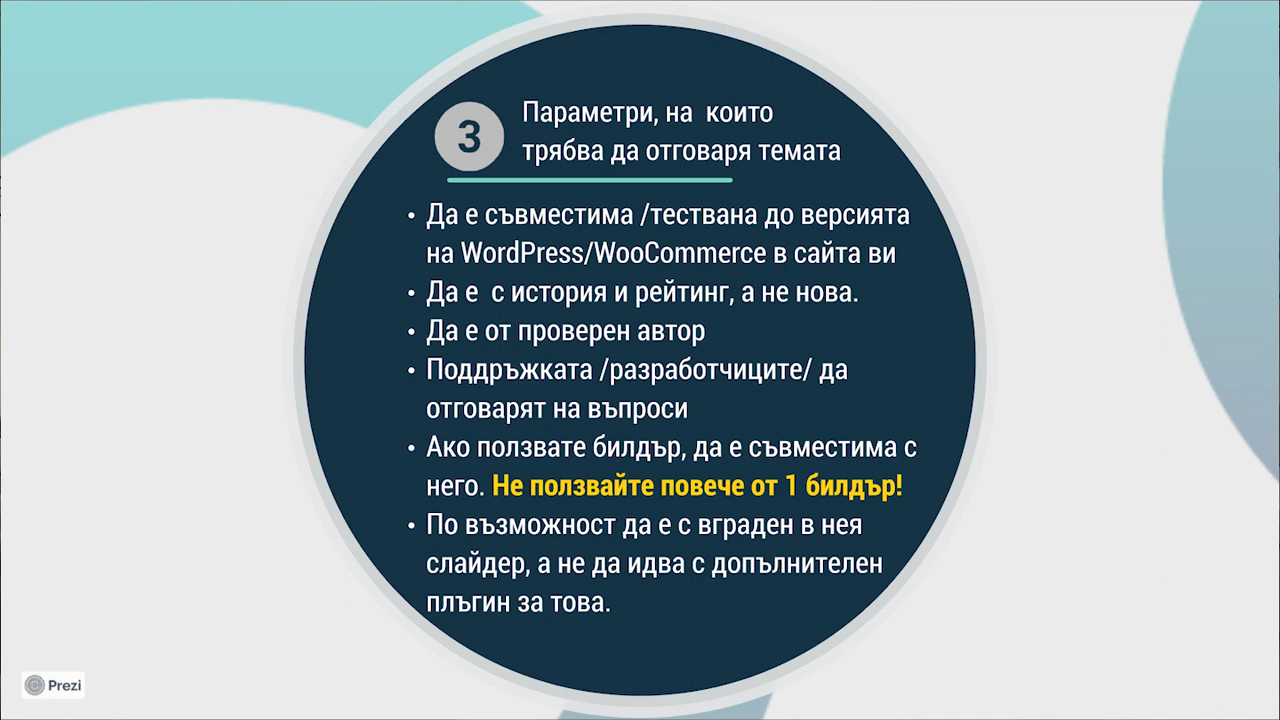 3
Параметри, на които
трябва да отговаря темата
• Да е съвместима /тествана до версията
на WordPress/WooCommerce в сайта ви
• Да е с история и рейтинг, а не нова.
• Да е от проверен автор
• Поддръжката /разработчиците/ да
отговарят на въпроси
• Ако ползвате билдър, да е съвместима с
него. Не ползвайте повече от 1 билдър!
• По възможност да е с вграден в нея
слайдер, а не да идва с допълнителен
плъгин за това.
Prezi